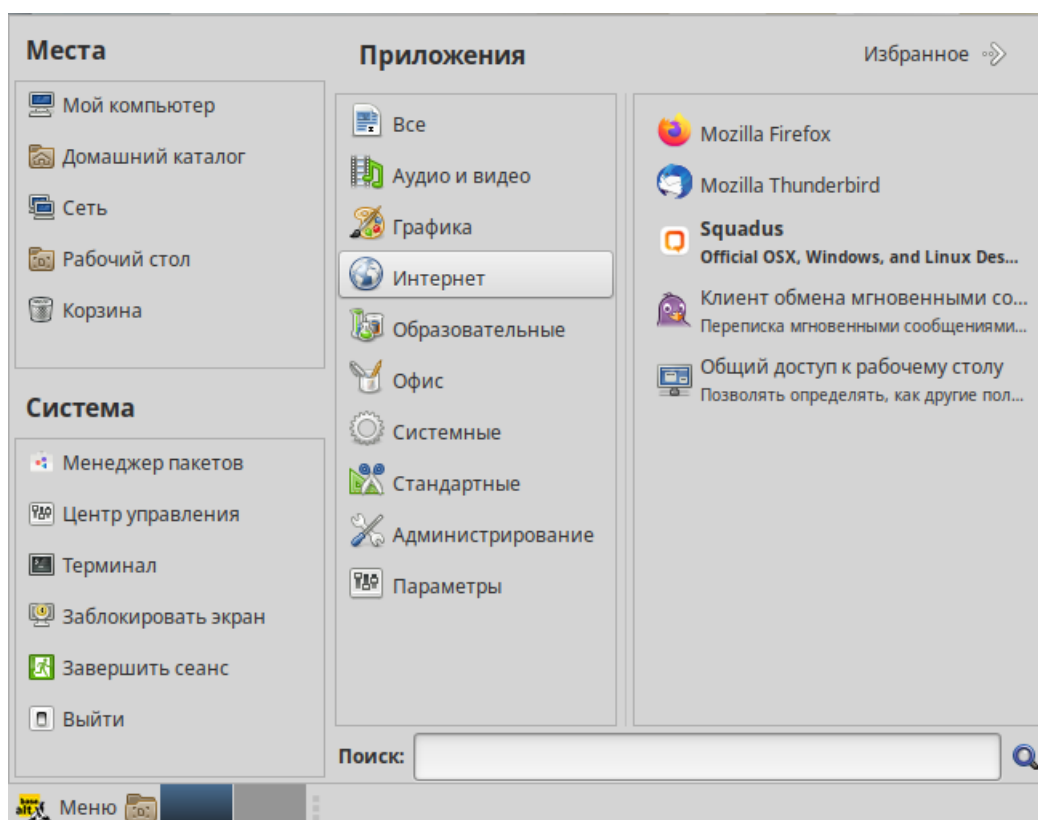 Места
Мой компьютер
Домашний каталог
Сеть
Рабочий стол
Корзина
Система
Менеджер пакетов
Центр управления
Терминал
Заблокировать экран
Завершить сеанс
Выйти
Приложения
Избранное
Все
Аудио и видео
Графика
Интернет
Образовательные
Офис
Системные
Стандартные
Администрирование
Параметры
Mozilla Firefox
Mozilla Thunderbird
Squadus
Official OSX, Windows, and Linux Des...
Клиент обмена мгновенными со...
Переписка мгновенными сообщениями...
Общий доступ к рабочему столу
Позволять определять, как другие пол...
Поиск:
base
alt
Меню